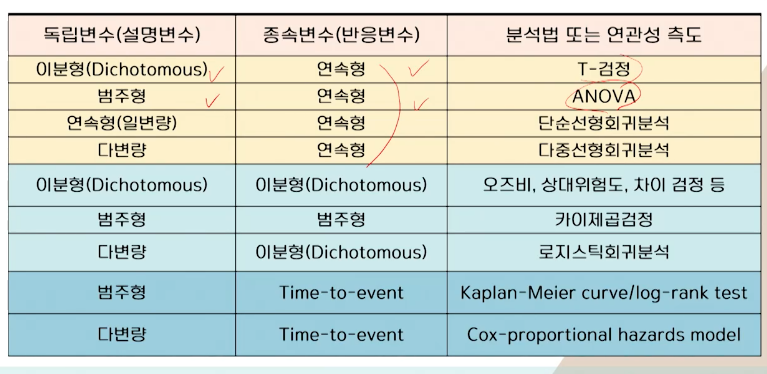 독립변수(설명변수) 종속변수(반응변수) 분석법 또는 연관성 측도
이분형(Dichotomous) 연속형 T-검정
범주형 연속형 ANOVA
연속형(일변량) 연속형 단순선형회귀분석
다변량 연속형 다중선형회귀분석
이분형(Dichotomous) 이분형(Dichotomous) 오즈비, 상대위험도, 차이 검정 등
범주형 범주형 카이제곱검정
다변량 이분형(Dichotomous) 로지스틱회귀분석
범주형 Time-to-event Kaplan-Meier curve/log-rank test
다변량 Time-to-event Cox-proportional hazards model